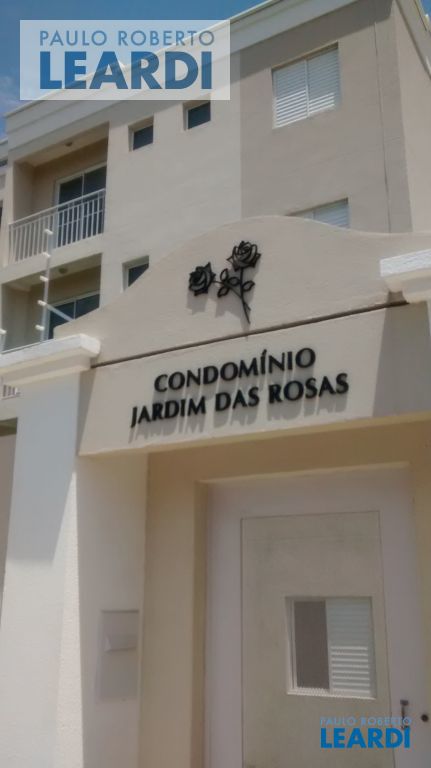 PAULO ROBERTO
LEARDI
CONDOMÍNIO
JARDIM DAS ROSAS
PAULO ROBERTO
LEARDI